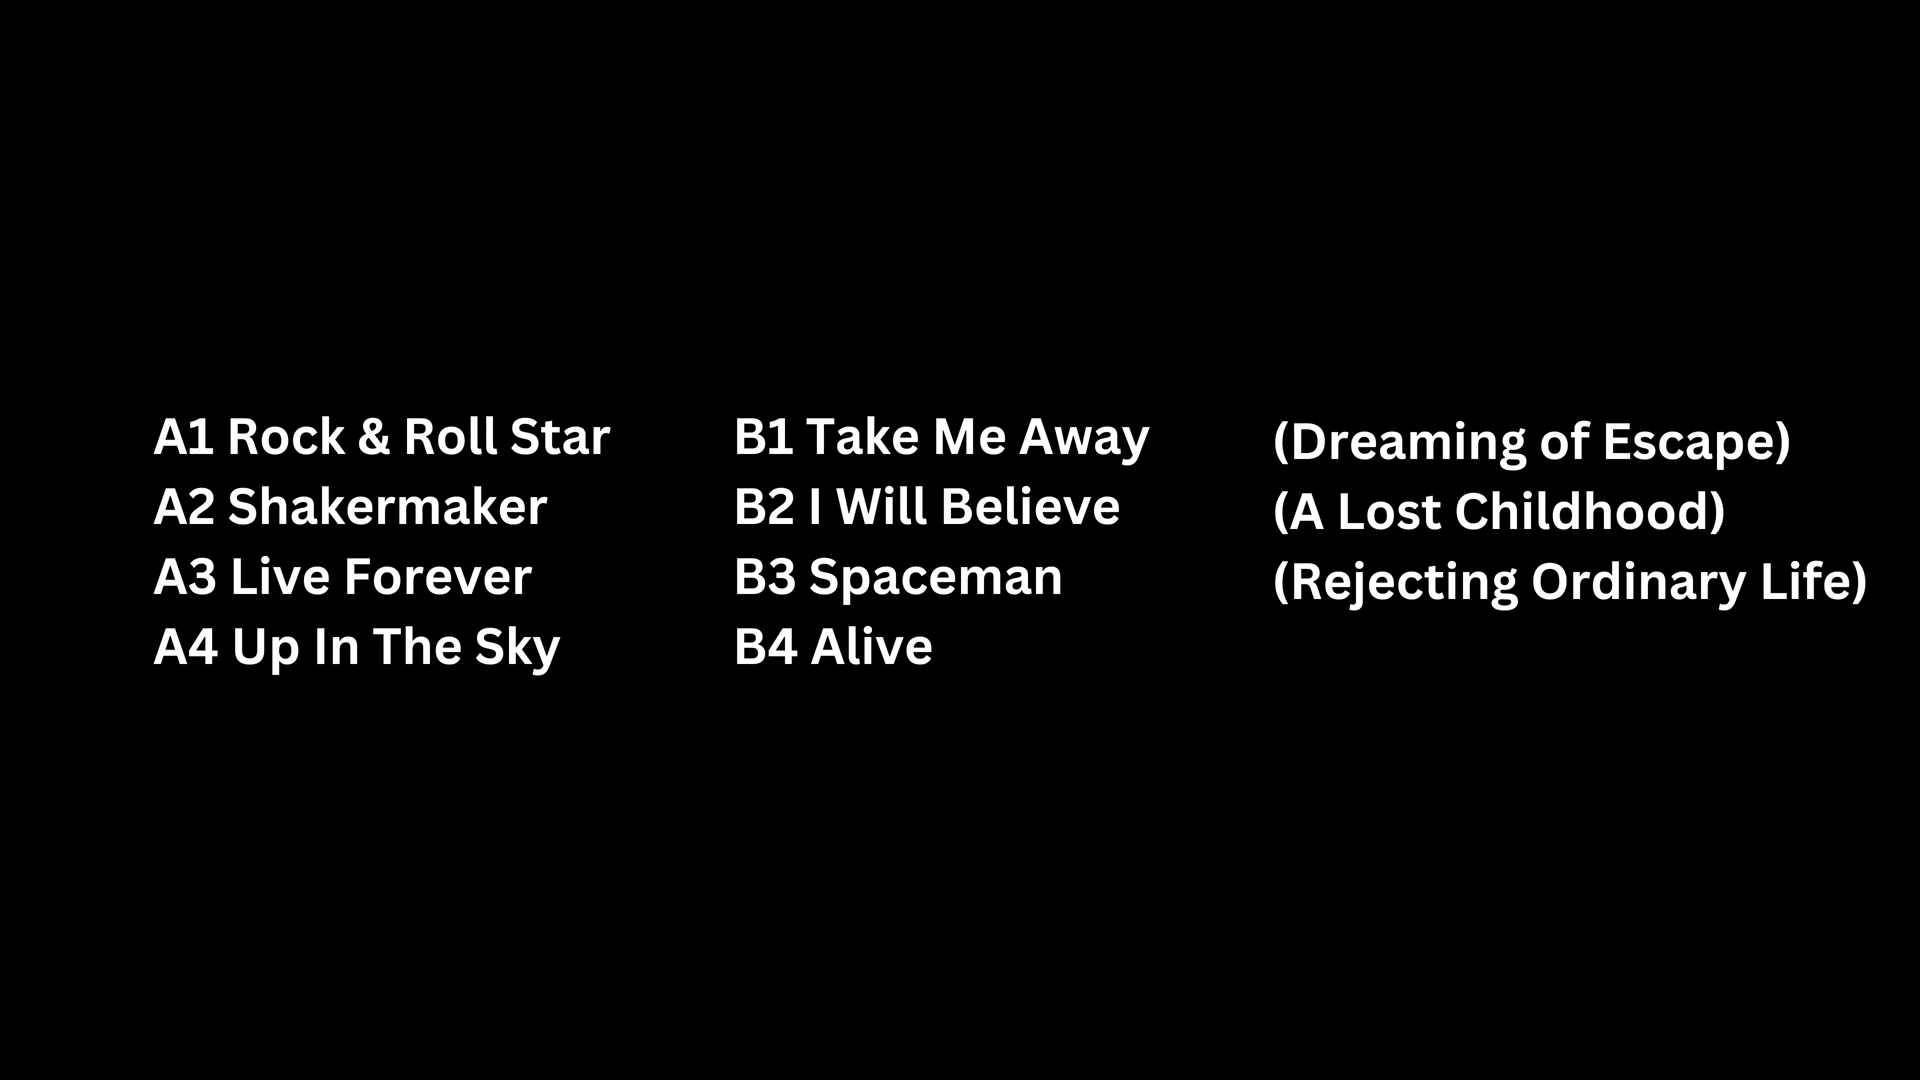 A1 Rock & Roll Star
A2 Shakermaker
A3 Live Forever
A4 Up In The Sky
B1 Take Me Away
B2 I Will Believe
B3 Spaceman
B4 Alive
(Dreaming of Escape)
(A Lost Childhood)
(Rejecting Ordinary Life)